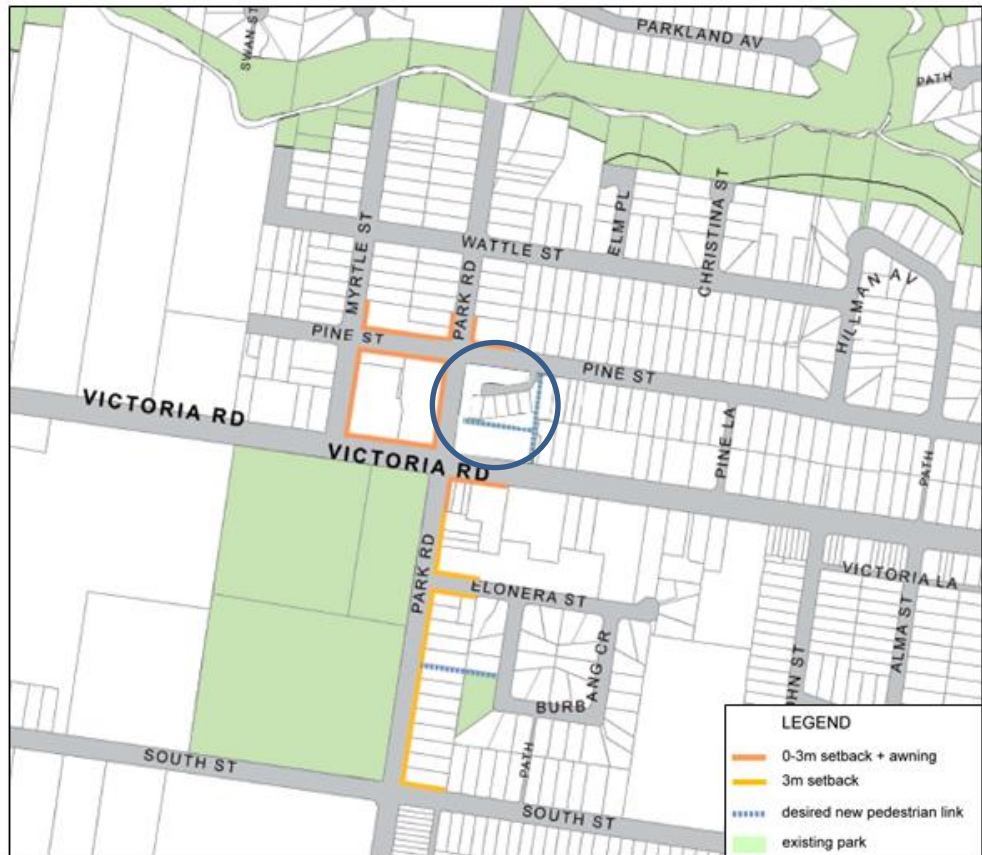 SWAN ST
PARKLAND AV
PATH
MYRTLE ST
PARK RD
WATTLE ST
ELM PL
CHRISTINA ST
HILLMAN AV
PINE ST
PINE ST
VICTORIA RD
VICTORIA RD
PINE LA
PATH
PARK RD
ELONERA ST
VICTORIA LA
ALMA ST
OHN ST
BURB
ANG CR
PATH
SOUTH ST
SOUTH ST
LEGEND
0-3m setback + awning
3m setback
desired new pedestrian link
existing park